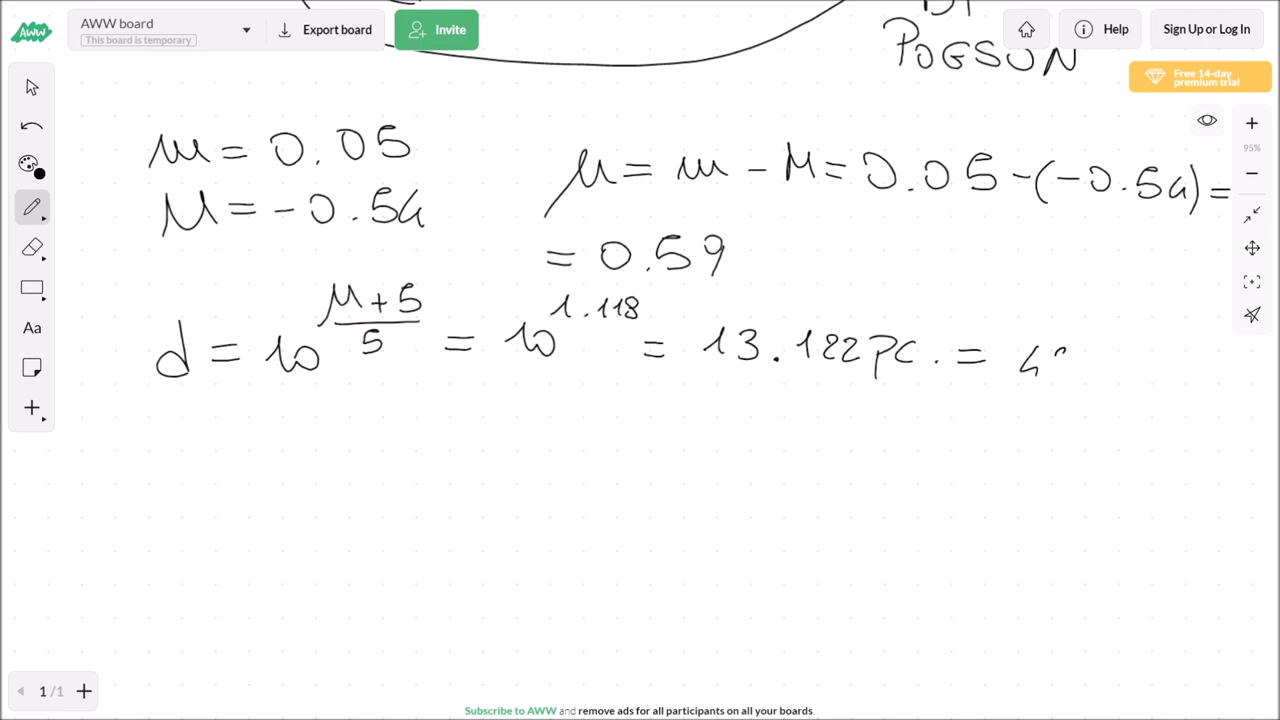 AWW board
This board is temporary
Export board
Invite
POGSON
Help
Sign Up or Log In
Free 14-day
premium trial
95%
m = 0.05
M = -0.54
μ = m - M = 0.05 - (-0.54) =
= 0.59
d = 10^(μ+5)/5 = 10^1.118 = 13.122 pc. = 4
Aa
1 /1
Subscribe to AWW and remove ads for all participants on all your boards.